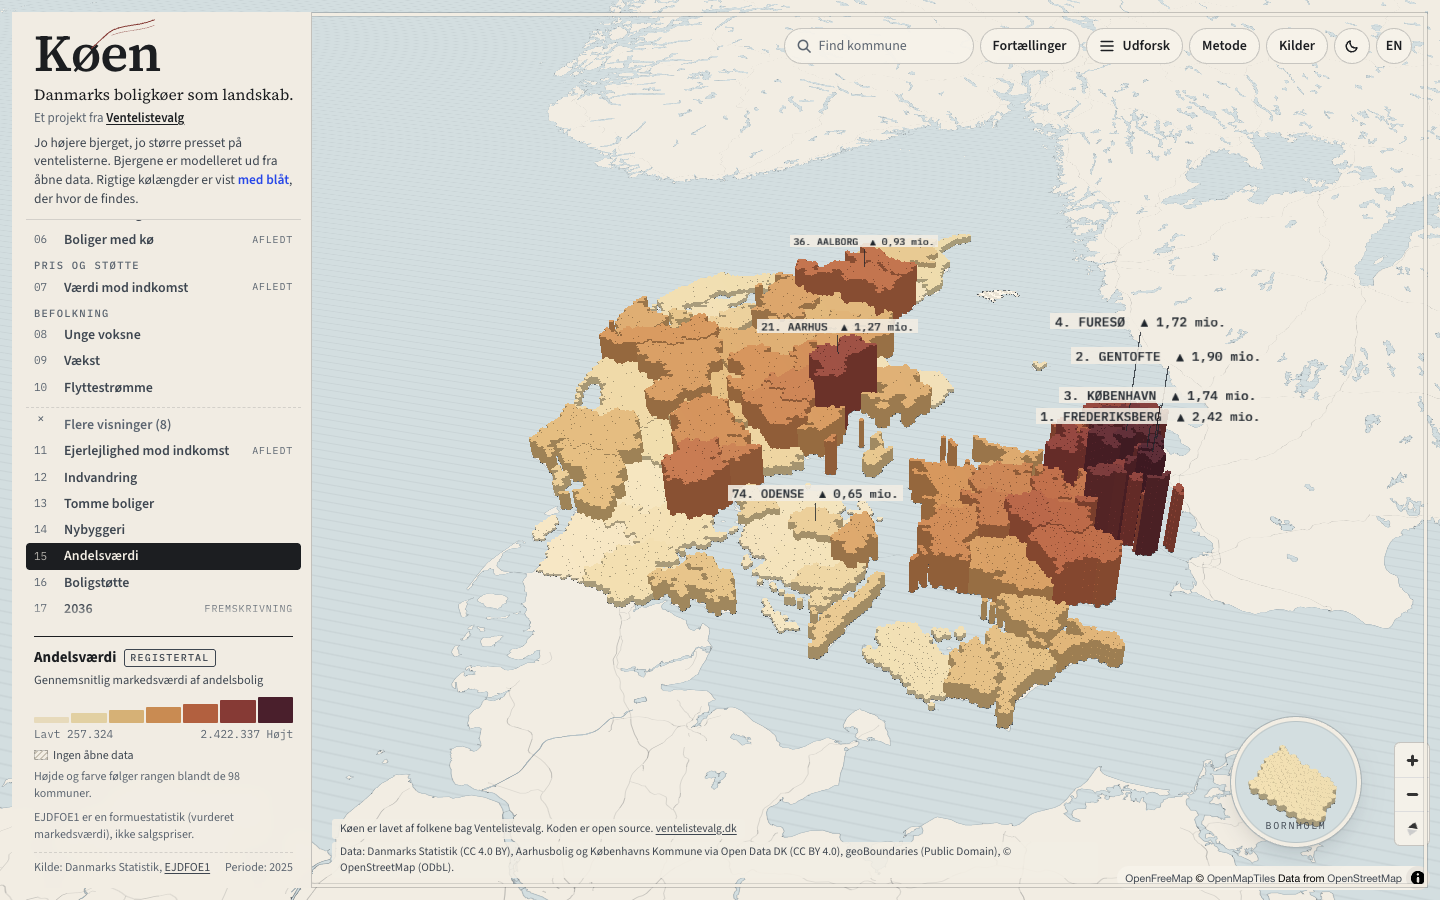 Køen
Danmarks boligkøer som landskab.
Et projekt fra Ventelistevalg
Jo højere bjerget, jo større presset på
ventelisterne. Bjergene er modelleret ud fra
åbne data. Rigtige kølængder er vist med blåt,
der hvor de findes.
06 Boliger med kø AFLEDT
PRIS OG STØTTE
07 Værdi mod indkomst AFLEDT
BEFOLKNING
08 Unge voksne
09 Vækst
10 Flyttestrømme
× Flere visninger (8)
11 Ejerlejlighed mod indkomst AFLEDT
12 Indvandring
13 Tomme boliger
14 Nybyggeri
15 Andelsværdi
16 Boligstøtte
17 2036 FREMSKRIVNING
Andelsværdi REGISTERTAL
Gennemsnitlig markedsværdi af andelsbolig
Lavt 257.324 2.422.337 Højt
Ingen åbne data
Højde og farve følger rangen blandt de 98
kommuner.
EJDFOE1 er en formuestatistik (vurderet
markedsværdi), ikke salgspriser.
Kilde: Danmarks Statistik, EJDFOE1 Periode: 2025
Find kommune
Fortællinger
Udforsk
Metode
Kilder
EN
36. AALBORG ▲ 0,93 mio.
21. AARHUS ▲ 1,27 mio.
4. FURESØ ▲ 1,72 mio.
2. GENTOFTE ▲ 1,90 mio.
3. KØBENHAVN ▲ 1,74 mio.
1. FREDERIKSBERG ▲ 2,42 mio.
74. ODENSE ▲ 0,65 mio.
BORNHOLM
Køen er lavet af folkene bag Ventelistevalg. Koden er open source. ventelistevalg.dk
Data: Danmarks Statistik (CC 4.0 BY), Aarhusbolig og Københavns Kommune via Open Data DK (CC BY 4.0), geoBoundaries (Public Domain), ©
OpenStreetMap (ODbL).
OpenFreeMap © OpenMapTiles Data from OpenStreetMap